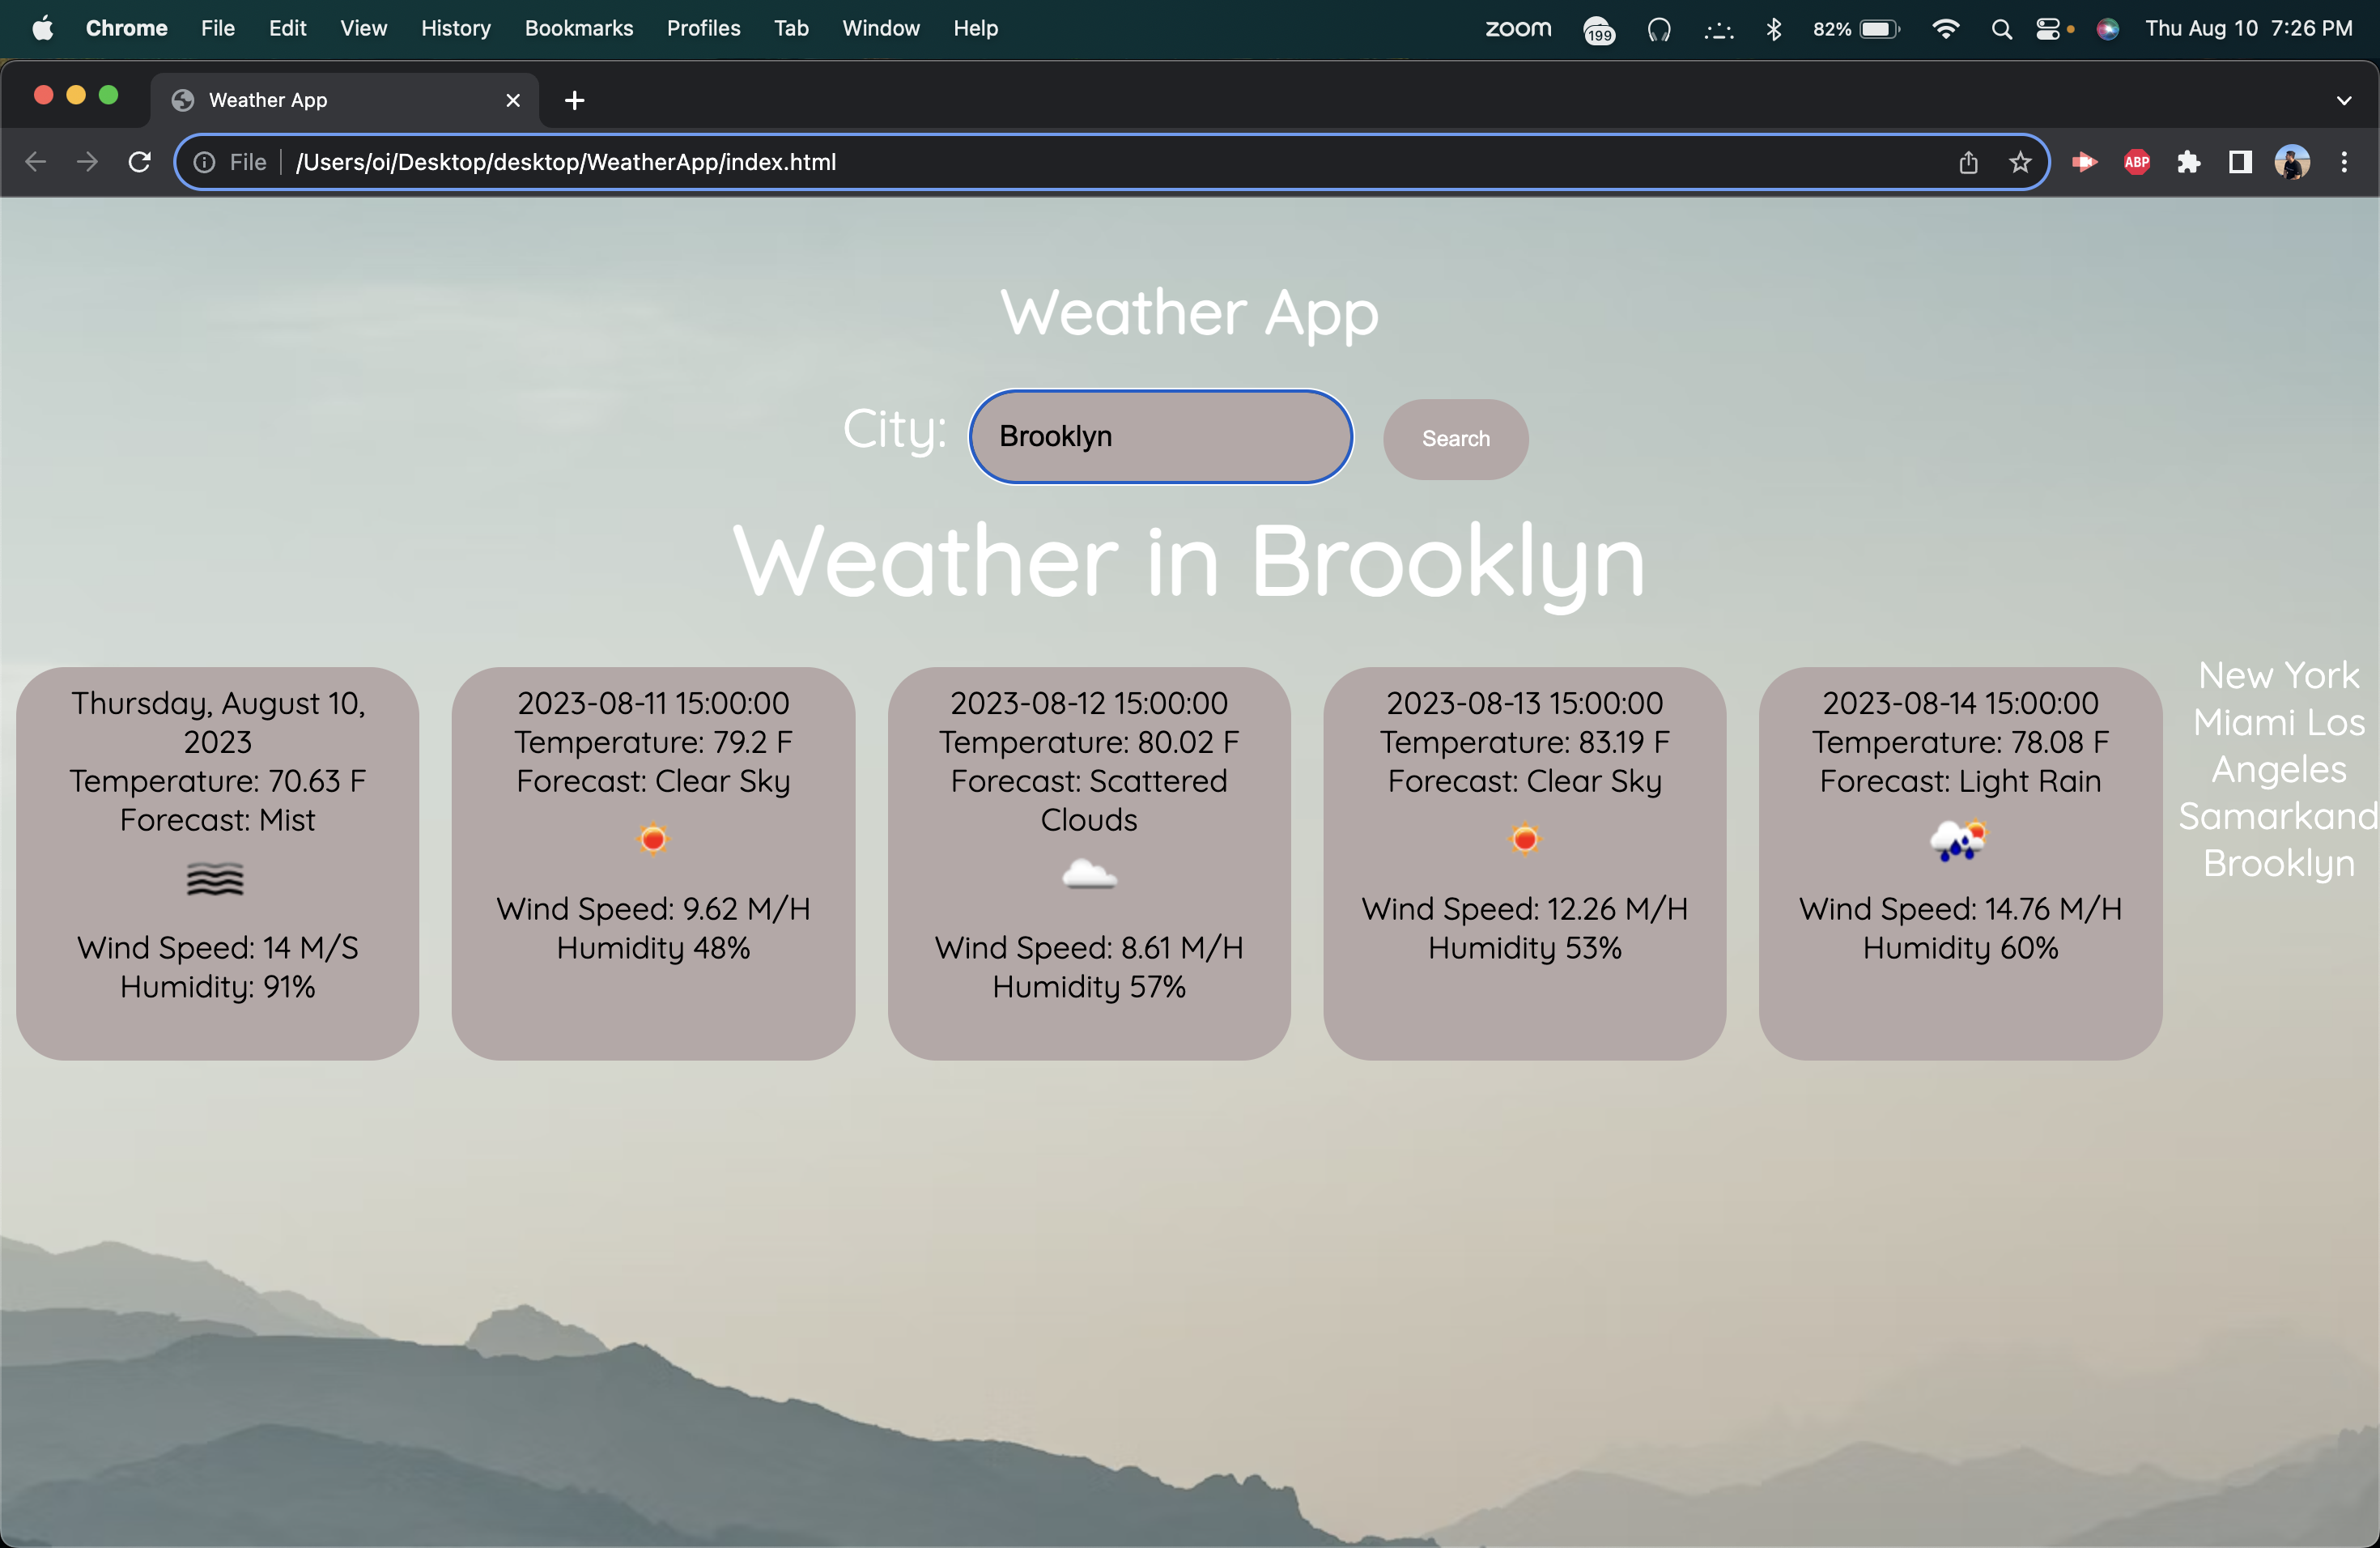 Chrome File Edit View History Bookmarks Profiles Tab Window Help zoom 199 82% Thu Aug 10 7:26 PM
Weather App
File /Users/oi/Desktop/desktop/WeatherApp/index.html ABP
Weather App
City: Brooklyn Search
Weather in Brooklyn
Thursday, August 10,
2023
Temperature: 70.63 F
Forecast: Mist
Wind Speed: 14 M/S
Humidity: 91%
2023-08-11 15:00:00
Temperature: 79.2 F
Forecast: Clear Sky
Wind Speed: 9.62 M/H
Humidity 48%
2023-08-12 15:00:00
Temperature: 80.02 F
Forecast: Scattered
Clouds
Wind Speed: 8.61 M/H
Humidity 57%
2023-08-13 15:00:00
Temperature: 83.19 F
Forecast: Clear Sky
Wind Speed: 12.26 M/H
Humidity 53%
2023-08-14 15:00:00
Temperature: 78.08 F
Forecast: Light Rain
Wind Speed: 14.76 M/H
Humidity 60%
New York
Miami Los
Angeles
Samarkand
Brooklyn